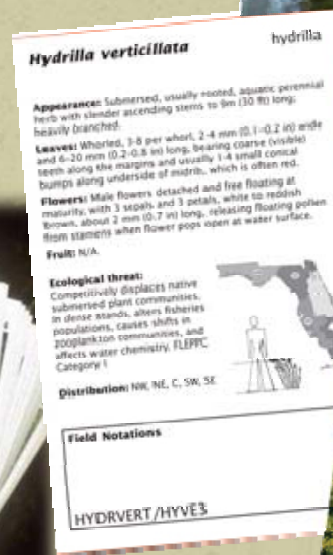 Hydrilla verticillata hydrilla
Appearance: Submersed, usually rooted, aquatic perennial
herb with slender ascending stems to 9m (30 ft) long;
heavily branched.
Leaves: Whorled, 3-8 per whorl, 2-4 mm (0.1-0.2 in) wide
and 6-20 mm (0.2-0.8 in) long, bearing coarse (visible)
teeth along the margins and usually 1-4 small conical
bumps along underside of midrib, which is often red.
Flowers: Male flowers detached and free floating at
maturity, with 3 sepals and 3 petals, white to reddish
brown, about 2 mm (0.7 in) long, releasing floating pollen
from stamens when flower pops open at water surface.
Fruit: N/A.
Ecological threat:
Competitively displaces native
submersed plant communities.
In dense stands, alters fisheries
populations, causes shifts in
zooplankton communities, and
affects water chemistry. FLEPPC
Category I
Distribution: NW, NE, C, SW, SE
Field Notations
HYDRVERT/HYVE3